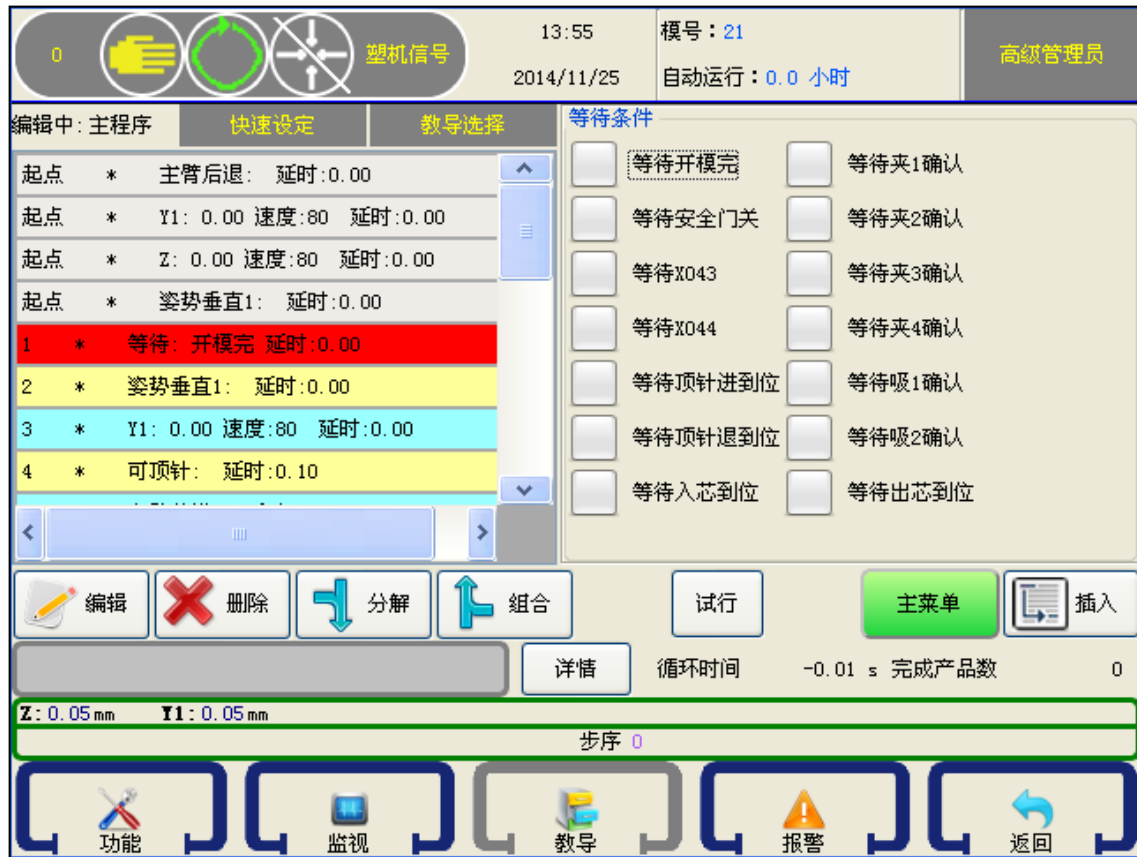 0 塑机信号 13:55 模号：21 高级管理员
2014/11/25 自动运行：0.0 小时
编辑中：主程序 快速设定 教导选择
起点 * 主臂后退： 延时:0.00
起点 * Y1: 0.00 速度:80 延时:0.00
起点 * Z: 0.00 速度:80 延时:0.00
起点 * 姿势垂直1: 延时:0.00
1 * 等待: 开模完 延时:0.00
2 * 姿势垂直1: 延时:0.00
3 * Y1: 0.00 速度:80 延时:0.00
4 * 可顶针: 延时:0.10
等待条件
等待开模完 等待夹1确认
等待安全门关 等待夹2确认
等待X043 等待夹3确认
等待X044 等待夹4确认
等待顶针进到位 等待吸1确认
等待顶针退到位 等待吸2确认
等待入芯到位 等待出芯到位
编辑 删除 分解 组合 试行 主菜单 插入
详情 循环时间 -0.01 s 完成产品数 0
Z:0.05mm Y1:0.05mm
步序 0
功能 监视 教导 报警 返回